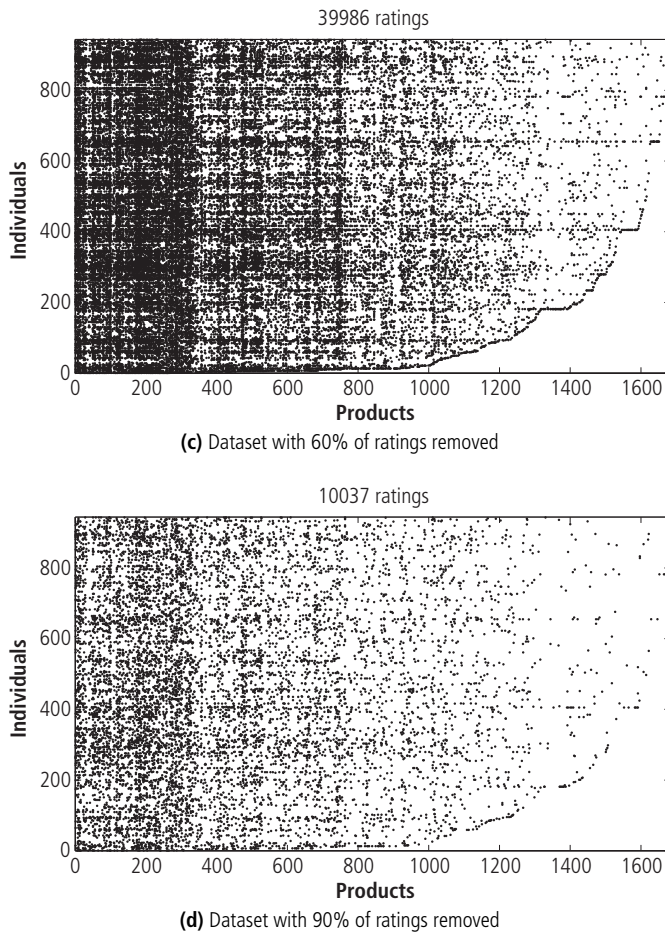 39986 ratings
800
600
400
200
0
Individuals
0 200 400 600 800 1000 1200 1400 1600
Products
(c) Dataset with 60% of ratings removed
10037 ratings
800
600
400
200
0
Individuals
0 200 400 600 800 1000 1200 1400 1600
Products
(d) Dataset with 90% of ratings removed